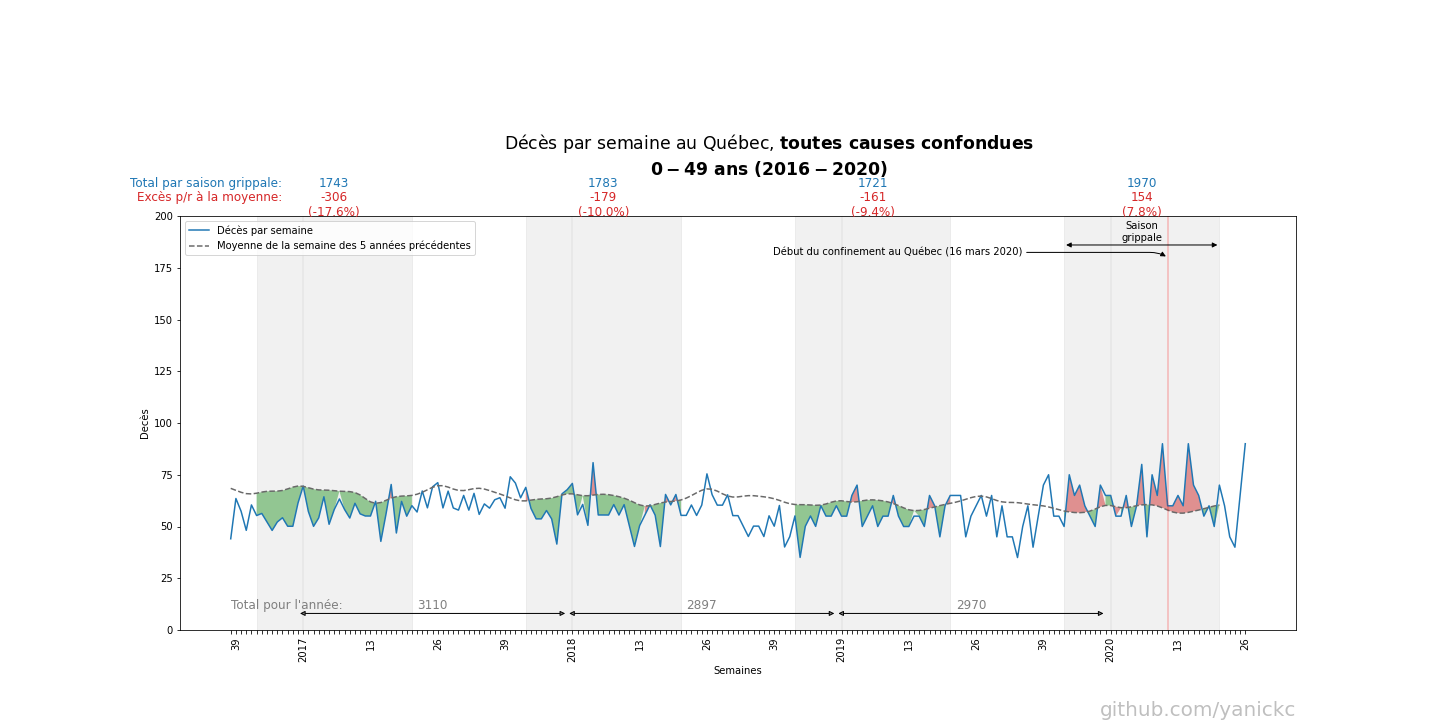 Décès par semaine au Québec, toutes causes confondues
0 – 49 ans (2016 – 2020)
Total par saison grippale: 1743 1783 1721 1970
Excès p/r à la moyenne: -306 -179 -161 154
(-17.6%) (-10.0%) (-9.4%) (7.8%)
200
Décès par semaine
Moyenne de la semaine des 5 années précédentes
Saison
grippale
Début du confinement au Québec (16 mars 2020)
175
150
125
100
75
50
25
0
Decès
Total pour l'année: 3110 2897 2970
39 2017 13 26 39 2018 13 26 39 2019 13 26 39 2020 13 26
Semaines
github.com/yanickc